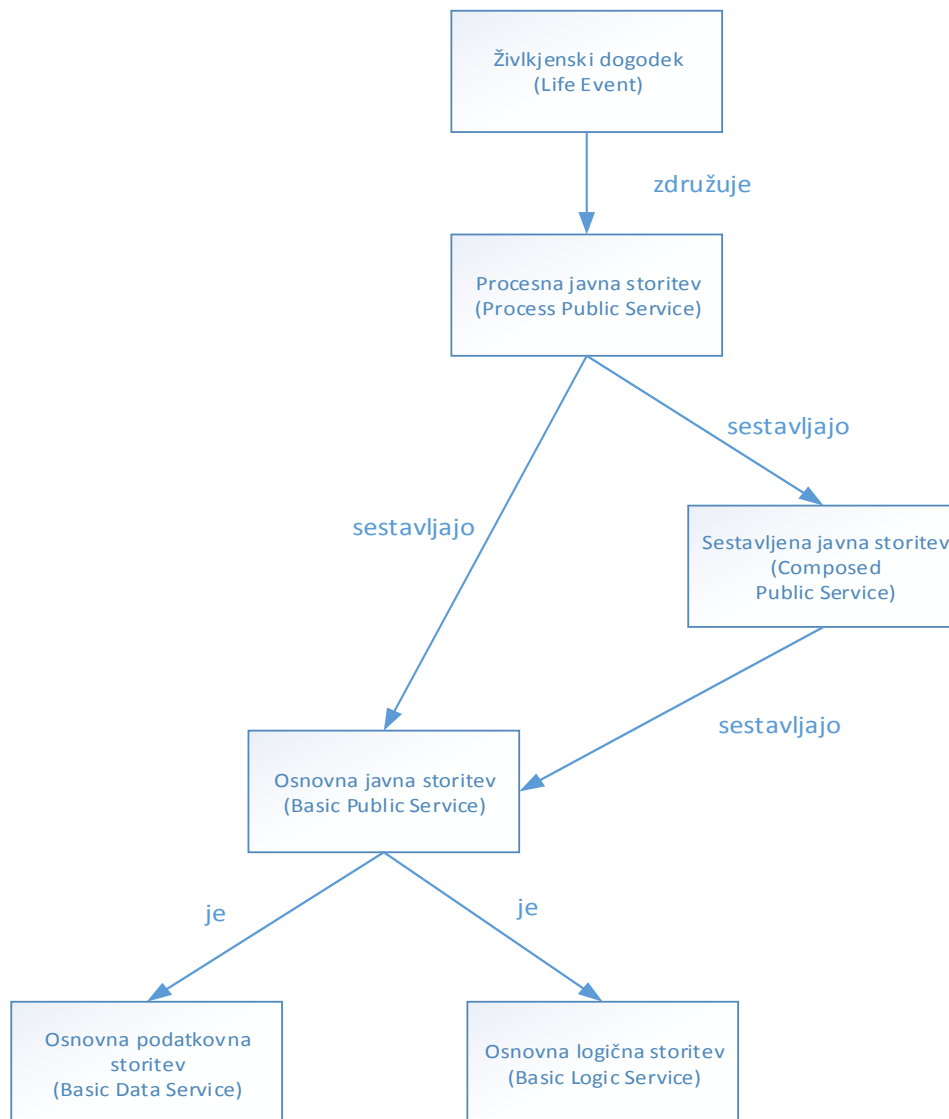 Živlkjenski dogodek
(Life Event)
združuje
Procesna javna storitev
(Process Public Service)
sestavljajo
sestavljajo
Sestavljena javna storitev
(Composed
Public Service)
sestavljajo
Osnovna javna storitev
(Basic Public Service)
je
je
Osnovna podatkovna
storitev
(Basic Data Service)
Osnovna logična storitev
(Basic Logic Service)